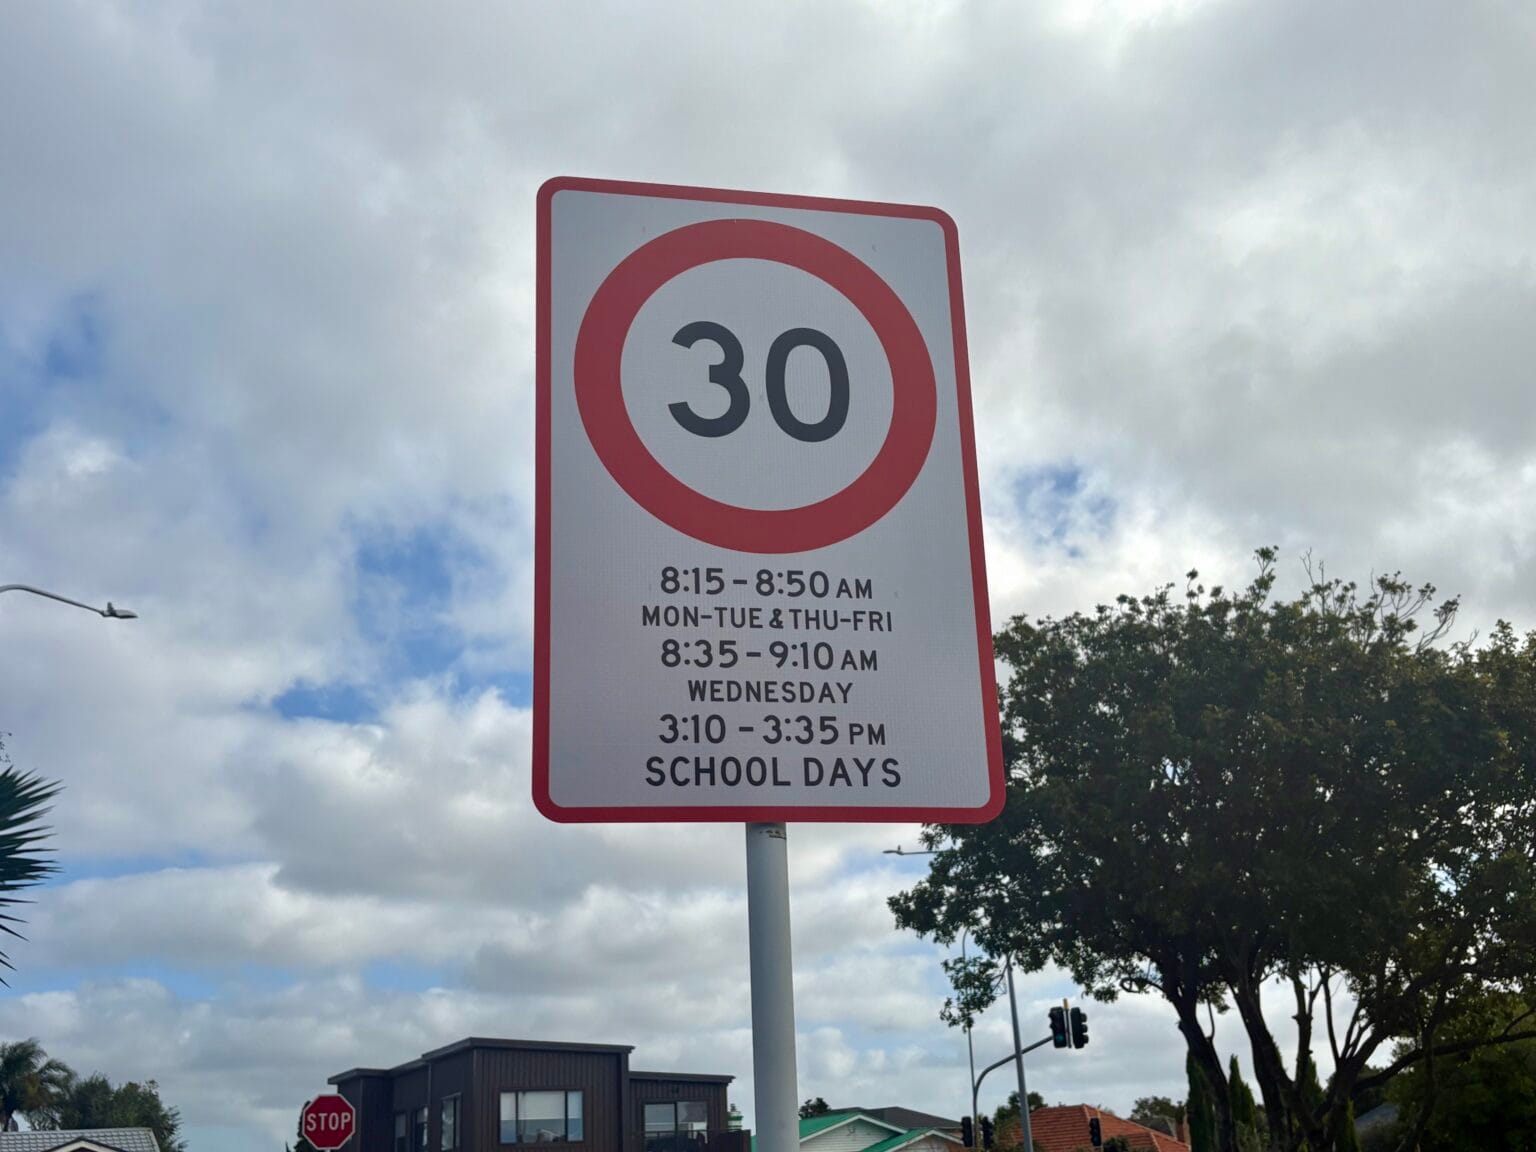 30
8:15 - 8:50 AM
MON-TUE & THU-FRI
8:35 - 9:10 AM
WEDNESDAY
3:10 - 3:35 PM
SCHOOL DAYS
STOP